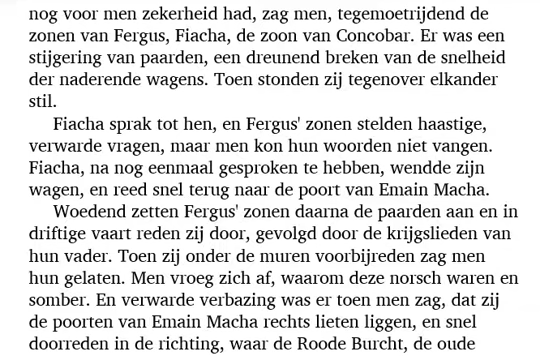 nog voor men zekerheid had, zag men, tegemoetrijdend de
zonen van Fergus, Fiacha, de zoon van Concobar. Er was een
stijgering van paarden, een dreunend breken van de snelheid
der naderende wagens. Toen stonden zij tegenover elkander
stil.
Fiacha sprak tot hen, en Fergus' zonen stelden haastige,
verwarde vragen, maar men kon hun woorden niet vangen.
Fiacha, na nog eenmaal gesproken te hebben, wendde zijn
wagen, en reed snel terug naar de poort van Emain Macha.
Woedend zetten Fergus' zonen daarna de paarden aan en in
driftige vaart reden zij door, gevolgd door de krijgslieden van
hun vader. Toen zij onder de muren voorbijreden zag men
hun gelaten. Men vroeg zich af, waarom deze norsch waren en
somber. En verwarde verbazing was er toen men zag, dat zij
de poorten van Emain Macha rechts lieten liggen, en snel
doorreden in de richting, waar de Roode Burcht, de oude